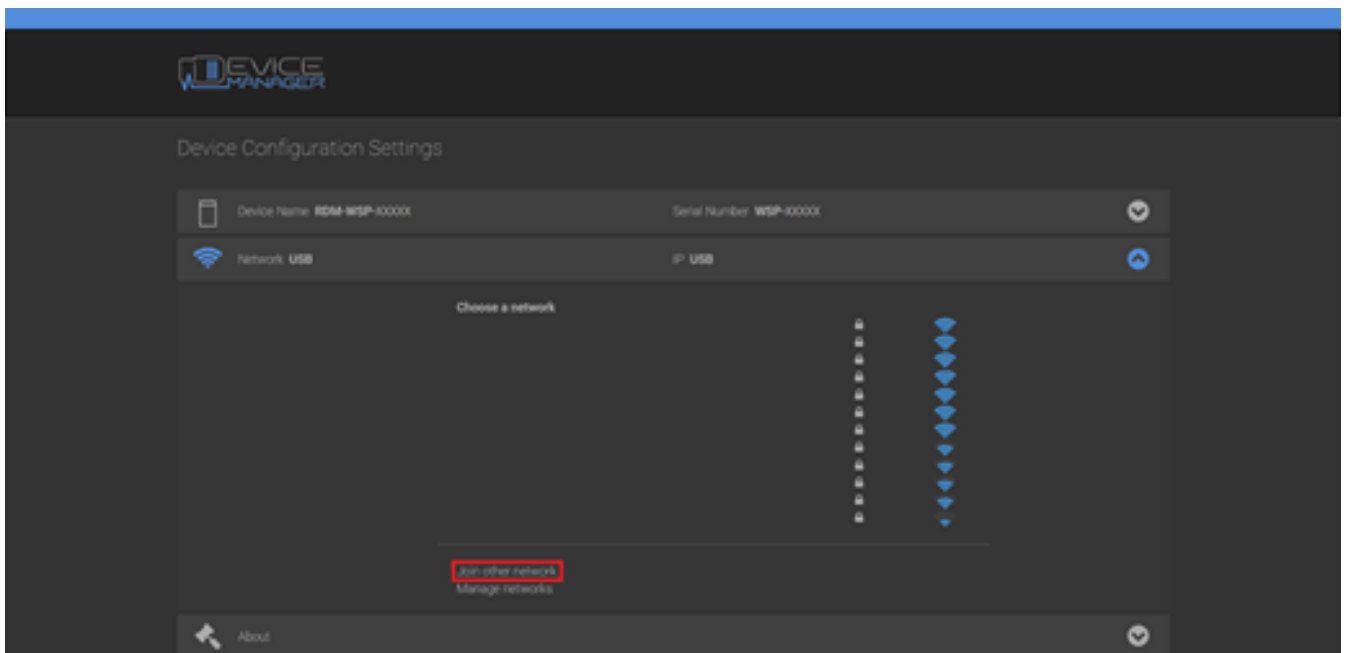 DEVICE
MANAGER
Device Configuration Settings
Device Name RDM-WSP-XXXXX Serial Number WSP-XXXXX
Network USB IP USB
Choose a network
Join other network
Manage networks
About